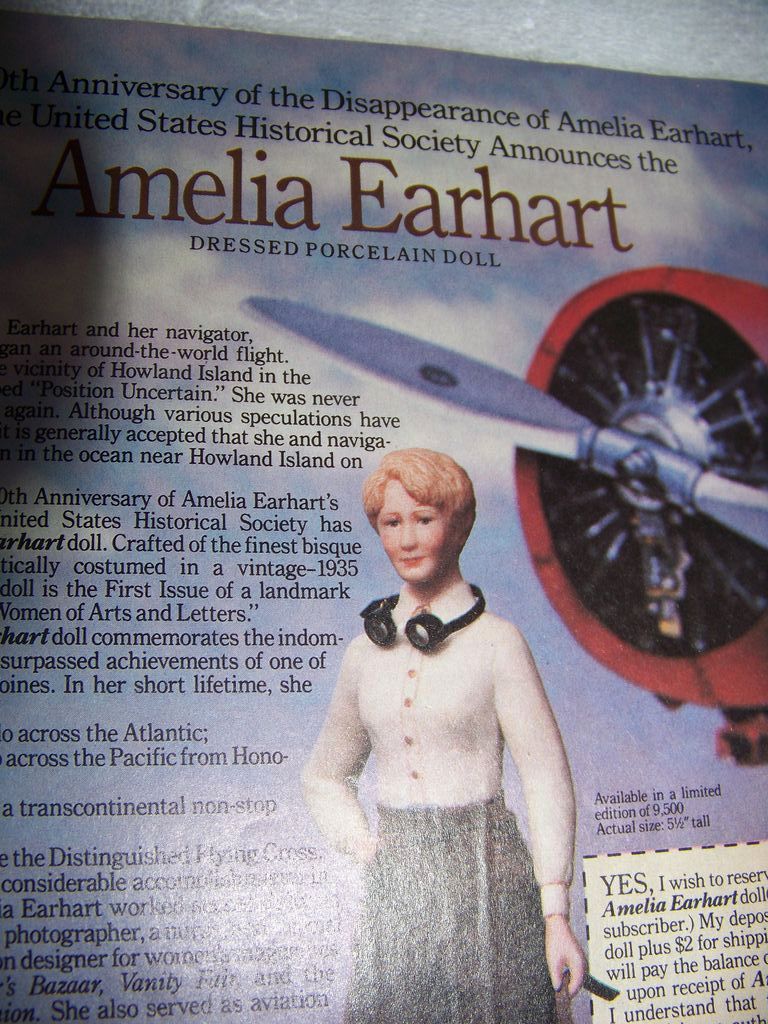 0th Anniversary of the Disappearance of Amelia Earhart,
e United States Historical Society Announces the
Amelia Earhart
DRESSED PORCELAIN DOLL
Earhart and her navigator,
gan an around-the-world flight.
e vicinity of Howland Island in the
ed "Position Uncertain." She was never
again. Although various speculations have
it is generally accepted that she and naviga-
n in the ocean near Howland Island on
0th Anniversary of Amelia Earhart's
nited States Historical Society has
arhart doll. Crafted of the finest bisque
tically costumed in a vintage-1935
doll is the First Issue of a landmark
Women of Arts and Letters."
hart doll commemorates the indom-
surpassed achievements of one of
oines. In her short lifetime, she
lo across the Atlantic;
across the Pacific from Hono-
a transcontinental non-stop
e the Distinguished Flying Cross.
considerable
ia Earhart worked
photographer, a
on designer for
r's Bazaar, Vanity Fair, and the
ion. She also served as aviation
Available in a limited
edition of 9,500
Actual size: 5½" tall
YES, I wish to reserv
Amelia Earhart doll
subscriber.) My depos
doll plus $2 for shippi
will pay the balance o
upon receipt of A
I understand that